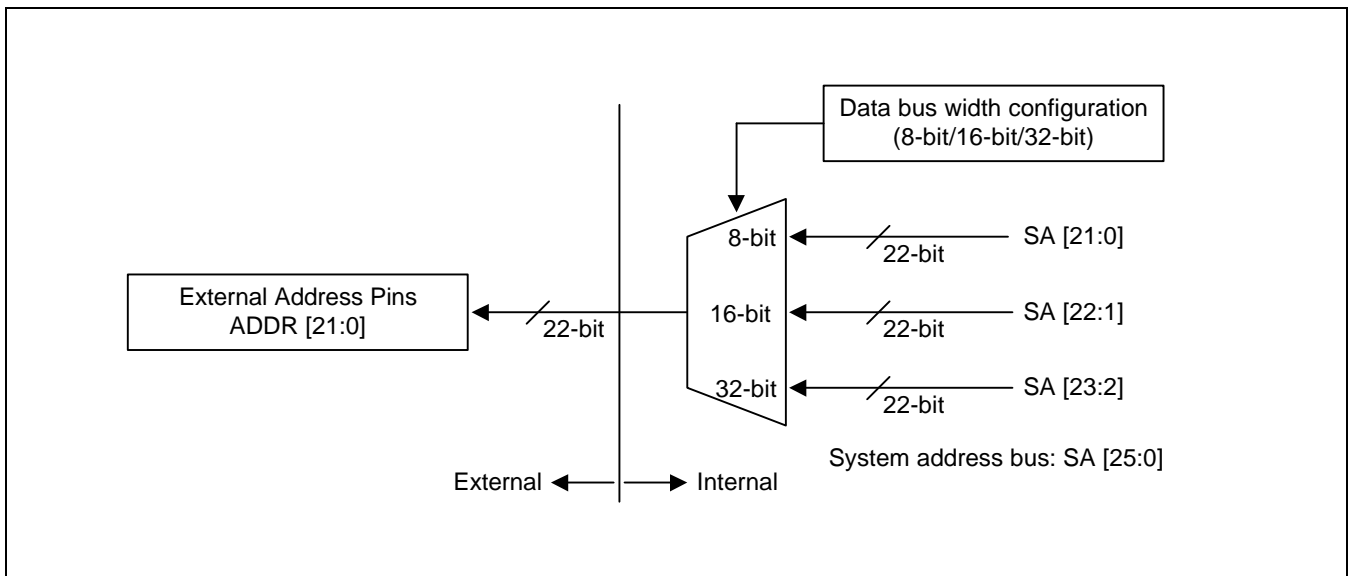 Data bus width configuration
(8-bit/16-bit/32-bit)
8-bit
22-bit
SA [21:0]
External Address Pins
ADDR [21:0]
22-bit
16-bit
22-bit
SA [22:1]
32-bit
22-bit
SA [23:2]
System address bus: SA [25:0]
External
Internal